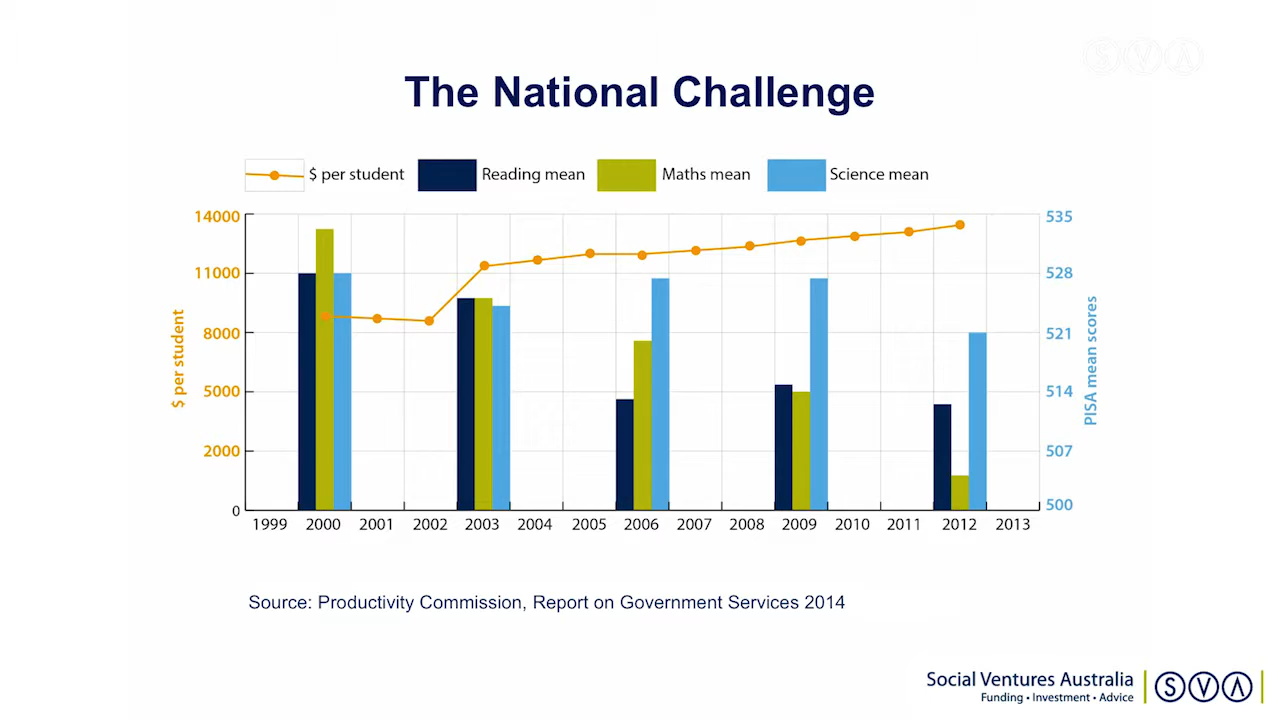 SVA
The National Challenge
$ per student Reading mean Maths mean Science mean
14000 535
11000 528
8000 521
5000 514
2000 507
0 500
$ per student
PISA mean scores
1999 2000 2001 2002 2003 2004 2005 2006 2007 2008 2009 2010 2011 2012 2013
Source: Productivity Commission, Report on Government Services 2014
Social Ventures Australia
Funding • Investment • Advice
SVA